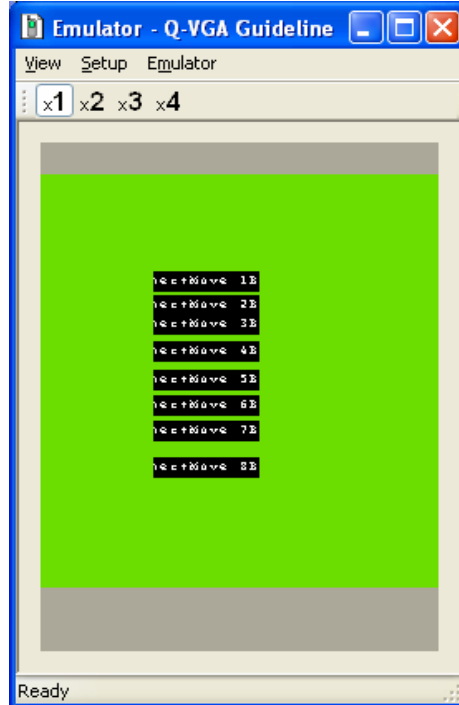 Emulator - Q-VGA Guideline
View Setup Emulator
x1 x2 x3 x4
ectMove 1B
ectMove 2B
ectMove 3B
ectMove 4B
ectMove 5B
ectMove 6B
ectMove 7B
ectMove 8B
Ready